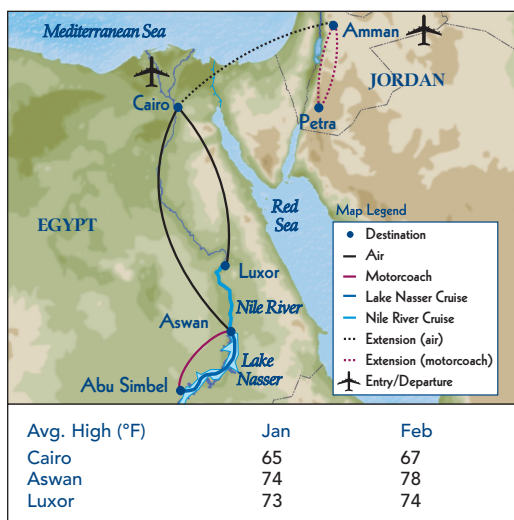 Mediterranean Sea
Amman
JORDAN
Cairo
Petra
Red
Sea
EGYPT
Luxor
Nile River
Aswan
Lake
Nasser
Abu Simbel
Map Legend
Destination
Air
Motorcoach
Lake Nasser Cruise
Nile River Cruise
Extension (air)
Extension (motorcoach)
Entry/Departure
Avg. High (°F) Jan Feb
Cairo 65 67
Aswan 74 78
Luxor 73 74